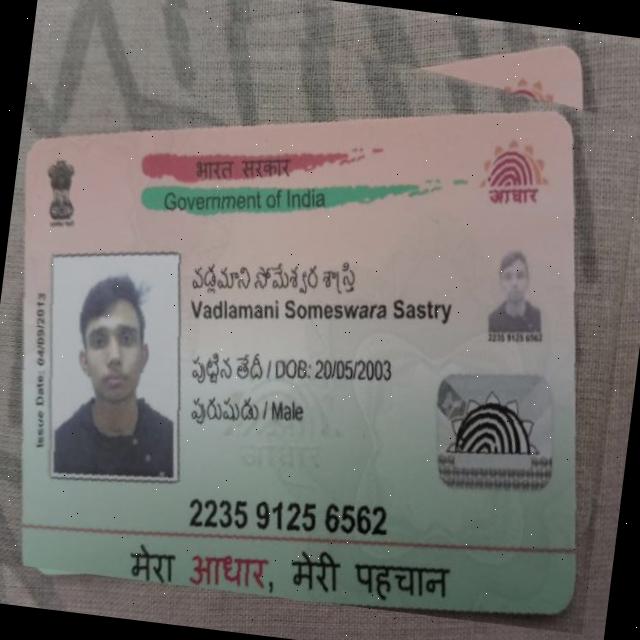 भारत सरकार
Government of India
आधार
Issue Date: 04/09/2013
వడ్లమాని సోమేశ్వర శాస్త్రి
Vadlamani Someswara Sastry
పుట్టిన తేదీ / DOB: 20/05/2003
పురుషుడు / Male
2235 9125 6562
2235 9125 6562
मेरा आधार, मेरी पहचान